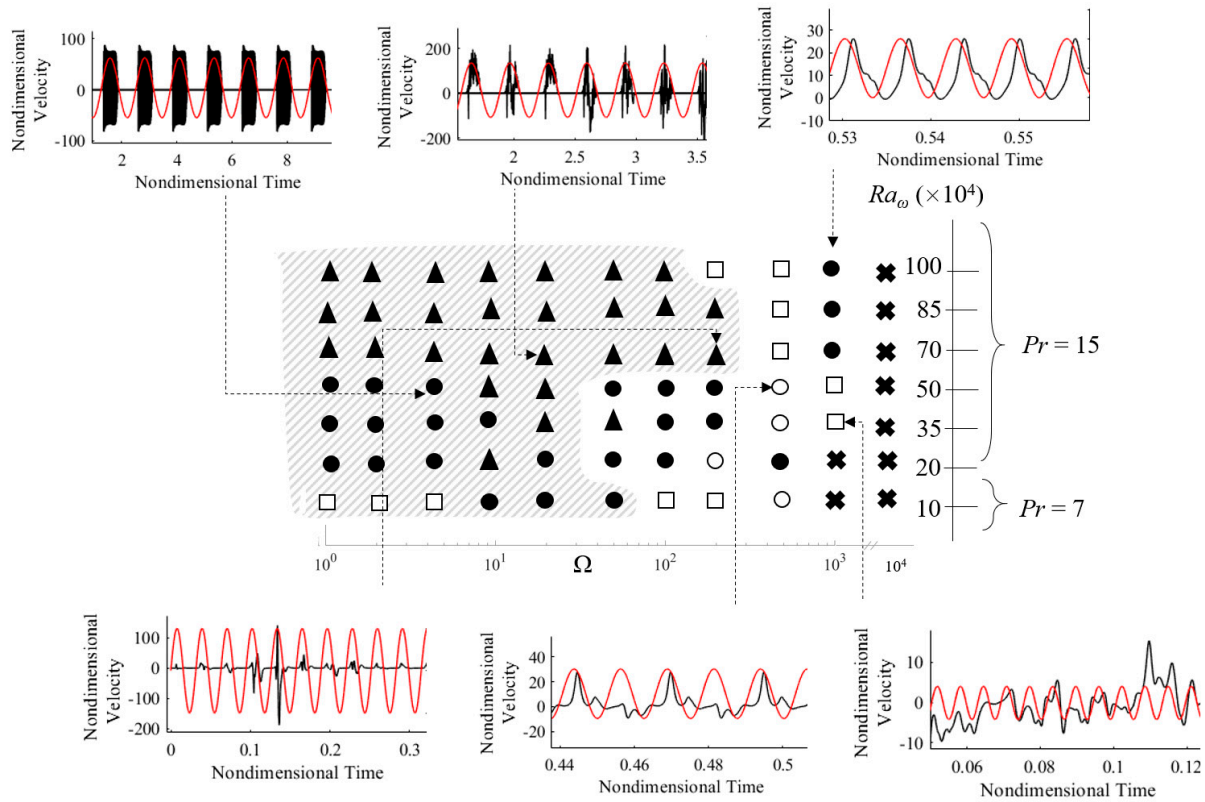 Nondimensional
Velocity
100
0
-100
2 4 6 8
Nondimensional Time
Nondimensional
Velocity
200
0
-200
2 2.5 3 3.5
Nondimensional Time
Nondimensional
Velocity
30
20
10
0
-10
0.53 0.54 0.55
Nondimensional Time
Raω (×10⁴)
100
85
70
50
35
20
10
Pr = 15
Pr = 7
10⁰ 10¹ Ω 10² 10³ 10⁴
Nondimensional
Velocity
100
0
-100
-200
0 0.1 0.2 0.3
Nondimensional Time
Nondimensional
Velocity
40
20
0
-20
0.44 0.46 0.48 0.5
Nondimensional Time
Nondimensional
Velocity
10
0
-10
0.06 0.08 0.1 0.12
Nondimensional Time